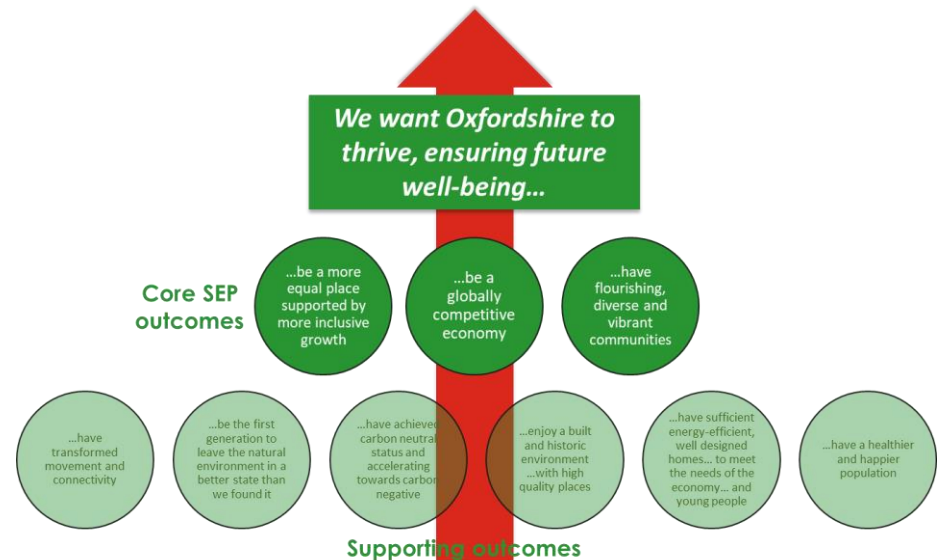 We want Oxfordshire to
thrive, ensuring future
well-being...
Core SEP
outcomes
...be a more
equal place
supported by
more inclusive
growth
...be a
globally
competitive
economy
...have
flourishing,
diverse and
vibrant
communities
...have
transformed
movement and
connectivity
...be the first
generation to
leave the natural
environment in a
better state than
we found it
...have achieved
carbon neutral
status and
accelerating
towards carbon
negative
...enjoy a built
and historic
environment
...with high
quality places
...have sufficient
energy-efficient,
well designed
homes... to meet
the needs of the
economy... and
young people
...have a healthier
and happier
population
Supporting outcomes